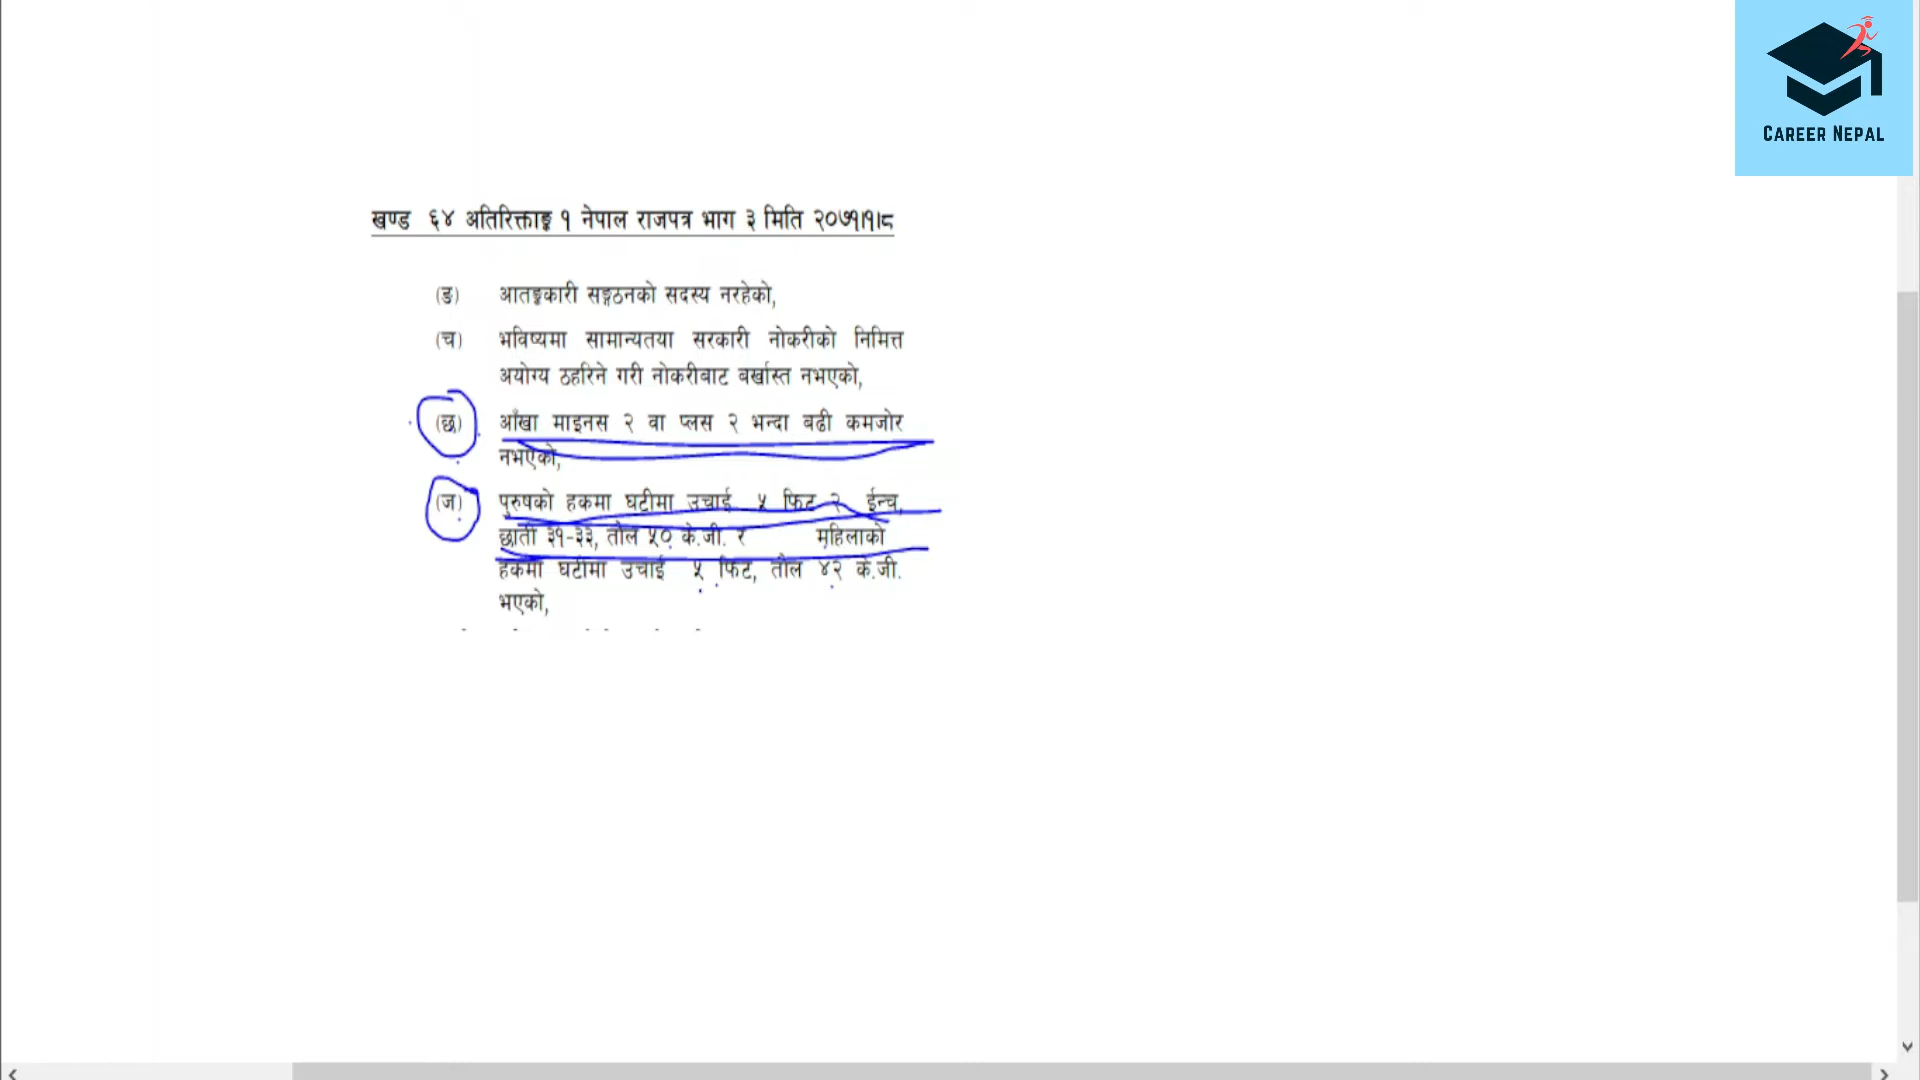 CAREER NEPAL
खण्ड ६४ अतिरिक्ताङ्क १ नेपाल राजपत्र भाग ३ मिति २०७१।१।८
(ङ) आतङ्ककारी सङ्गठनको सदस्य नरहेको,
(च) भविष्यमा सामान्यतया सरकारी नोकरीको निमित्त
अयोग्य ठहरिने गरी नोकरीबाट बर्खास्त नभएको,
(छ) आँखा माइनस २ वा प्लस २ भन्दा बढी कमजोर
नभएको,
(ज) पुरुषको हकमा घटीमा उचाई ५ फिट २ ईन्च,
छाती ३१-३३, तौल ५० के.जी. र महिलाको
हकमा घटीमा उचाई ५ फिट, तौल ४२ के.जी.
भएको,